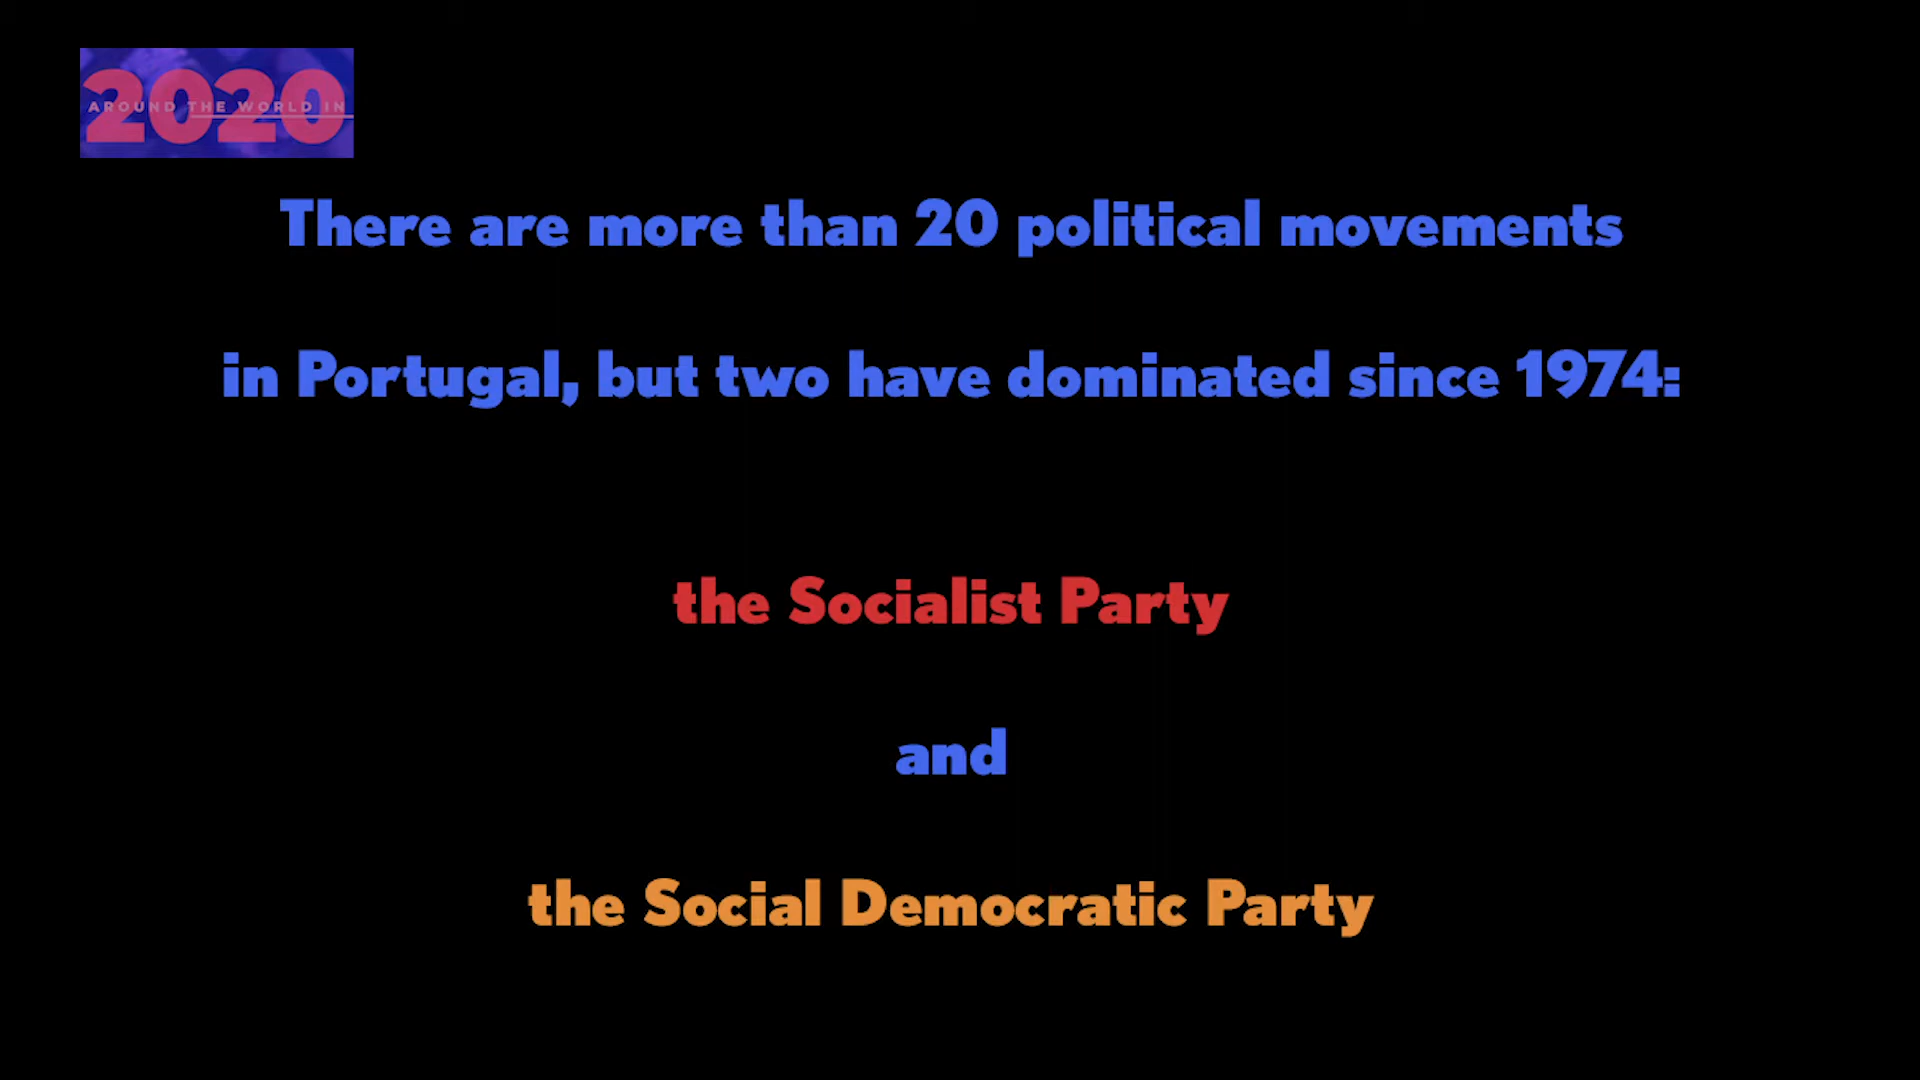 2020
AROUND THE WORLD IN
There are more than 20 political movements
in Portugal, but two have dominated since 1974:
the Socialist Party
and
the Social Democratic Party